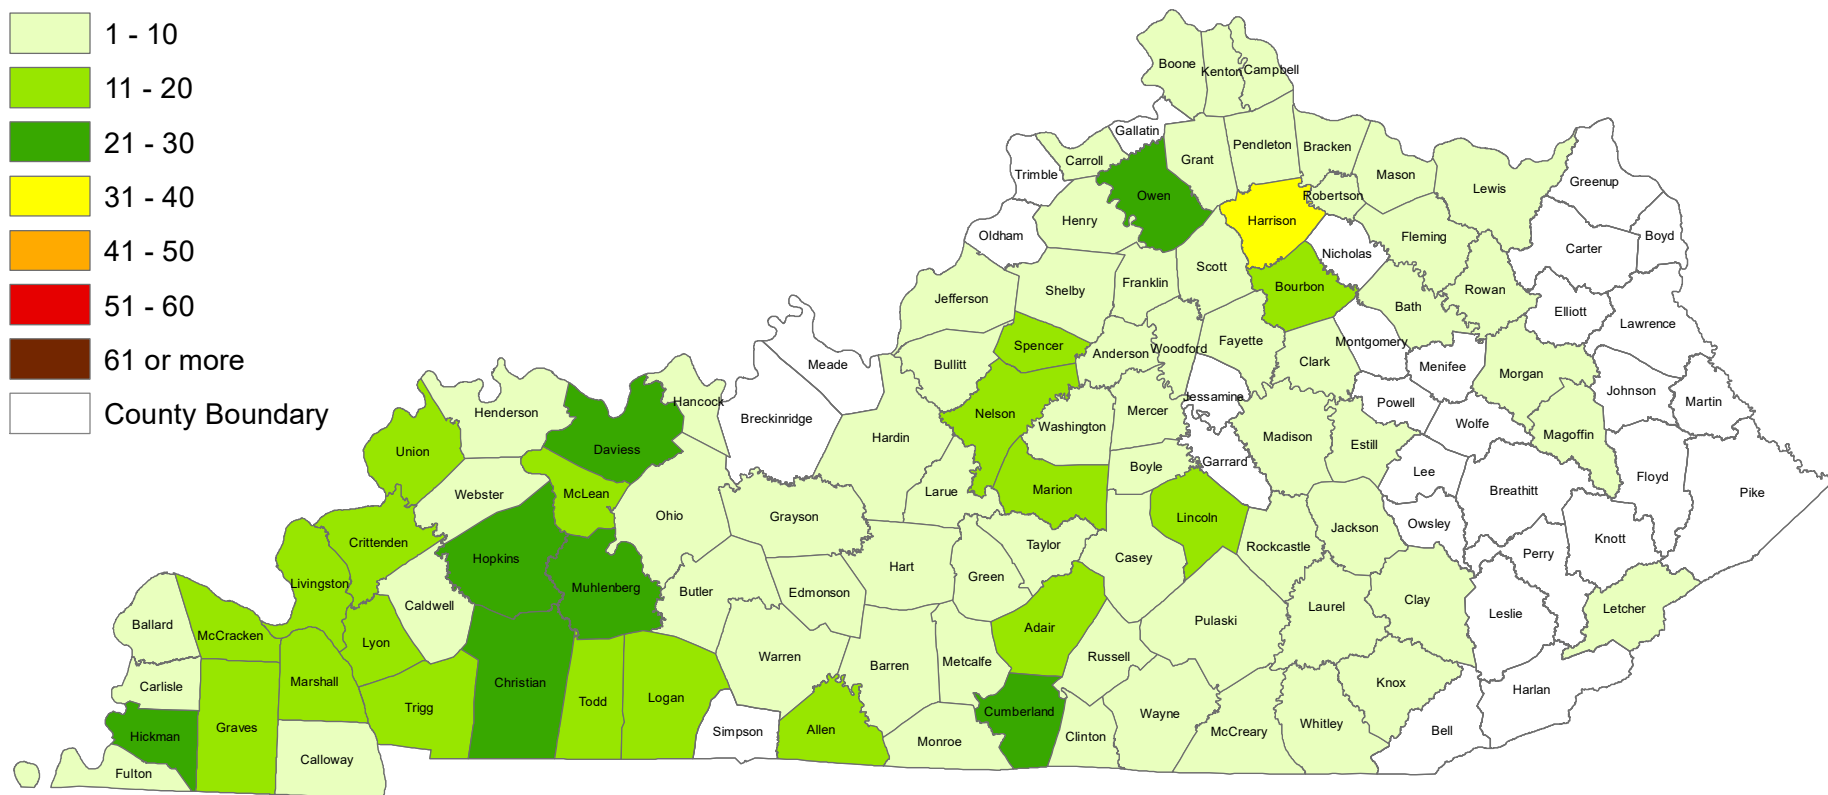 1 - 10
11 - 20
21 - 30
31 - 40
41 - 50
51 - 60
61 or more
County Boundary
Boone
Kenton
Campbell
Gallatin
Carroll
Grant
Pendleton
Bracken
Trimble
Owen
Mason
Lewis
Greenup
Robertson
Henry
Harrison
Oldham
Fleming
Carter
Boyd
Nicholas
Scott
Franklin
Shelby
Jefferson
Bourbon
Rowan
Bath
Elliott
Lawrence
Spencer
Anderson
Woodford
Fayette
Montgomery
Clark
Bullitt
Meade
Menifee
Morgan
Johnson
Martin
Hancock
Jessamine
Powell
Henderson
Breckinridge
Nelson
Washington
Mercer
Wolfe
Magoffin
Hardin
Madison
Estill
Union
Daviess
Garrard
Boyle
Lee
Floyd
Webster
McLean
Larue
Marion
Breathitt
Pike
Ohio
Grayson
Lincoln
Jackson
Owsley
Crittenden
Taylor
Casey
Rockcastle
Perry
Knott
Hopkins
Hart
Green
Livingston
Muhlenberg
Butler
Edmonson
Caldwell
Laurel
Clay
Leslie
Letcher
Ballard
McCracken
Lyon
Adair
Pulaski
Warren
Barren
Metcalfe
Russell
Carlisle
Marshall
Christian
Knox
Harlan
Trigg
Todd
Logan
Cumberland
Wayne
Hickman
Graves
Simpson
Allen
Monroe
Clinton
McCreary
Whitley
Bell
Fulton
Calloway